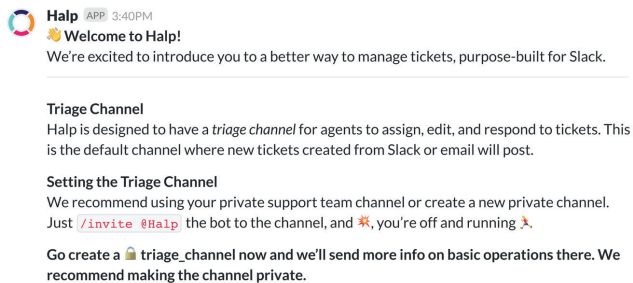 Halp APP 3:40PM
👋 Welcome to Halp!
We're excited to introduce you to a better way to manage tickets, purpose-built for Slack.
Triage Channel
Halp is designed to have a triage channel for agents to assign, edit, and respond to tickets. This
is the default channel where new tickets created from Slack or email will post.
Setting the Triage Channel
We recommend using your private support team channel or create a new private channel.
Just /invite @Halp the bot to the channel, and 💥, you're off and running 🏃.
Go create a 🔒 triage_channel now and we'll send more info on basic operations there. We
recommend making the channel private.